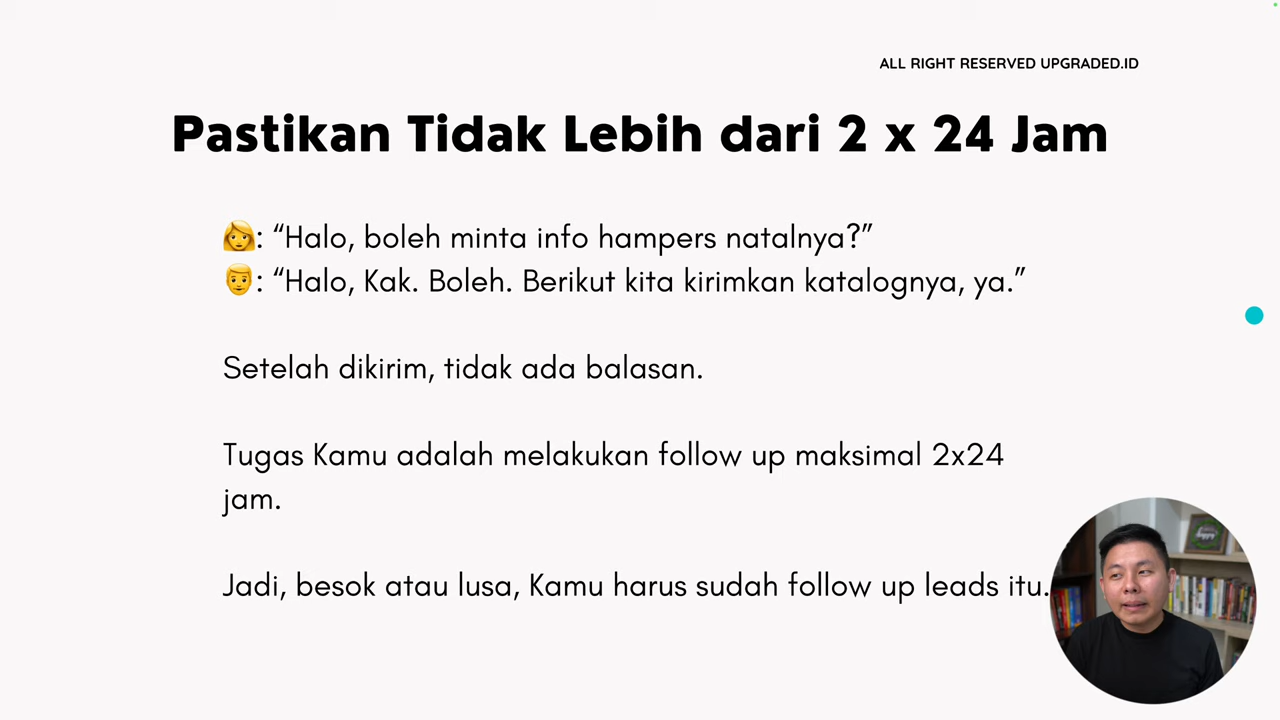 ALL RIGHT RESERVED UPGRADED.ID
Pastikan Tidak Lebih dari 2 x 24 Jam
👩: “Halo, boleh minta info hampers natalnya?”
👨: “Halo, Kak. Boleh. Berikut kita kirimkan katalognya, ya.”
Setelah dikirim, tidak ada balasan.
Tugas Kamu adalah melakukan follow up maksimal 2x24
jam.
Jadi, besok atau lusa, Kamu harus sudah follow up leads itu.